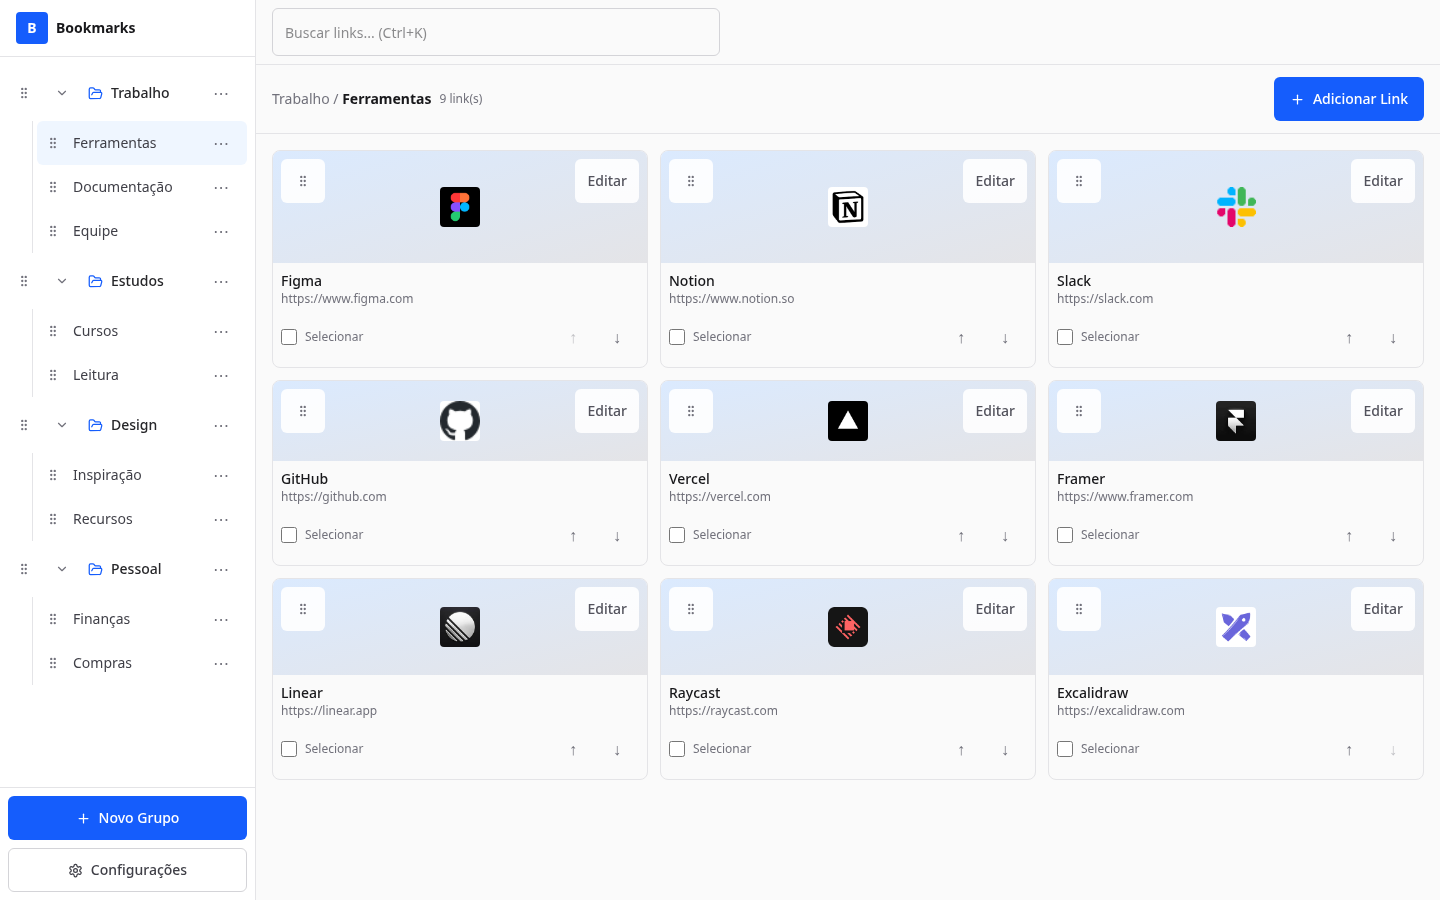 B Bookmarks
Buscar links... (Ctrl+K)
Trabalho
Ferramentas
Documentação
Equipe
Estudos
Cursos
Leitura
Design
Inspiração
Recursos
Pessoal
Finanças
Compras
Novo Grupo
Configurações
Trabalho / Ferramentas 9 link(s)
Adicionar Link
Editar
N
Editar
Editar
Figma
https://www.figma.com
Selecionar ↑ ↓
Notion
https://www.notion.so
Selecionar ↑ ↓
Slack
https://slack.com
Selecionar ↑ ↓
Editar
Editar
Editar
GitHub
https://github.com
Selecionar ↑ ↓
Vercel
https://vercel.com
Selecionar ↑ ↓
Framer
https://www.framer.com
Selecionar ↑ ↓
Editar
Editar
Editar
Linear
https://linear.app
Selecionar ↑ ↓
Raycast
https://raycast.com
Selecionar ↑ ↓
Excalidraw
https://excalidraw.com
Selecionar ↑ ↓